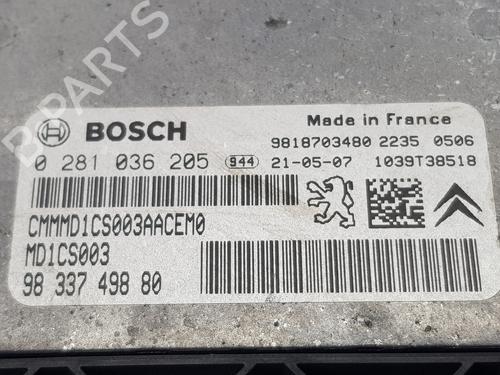 B PARTS
BOSCH
Made in France
9818703480 2235 0506
0 281 036 205 944 21-05-07 1039T38518
CMMMD1CS003AACEM0
MD1CS003
98 337 498 80